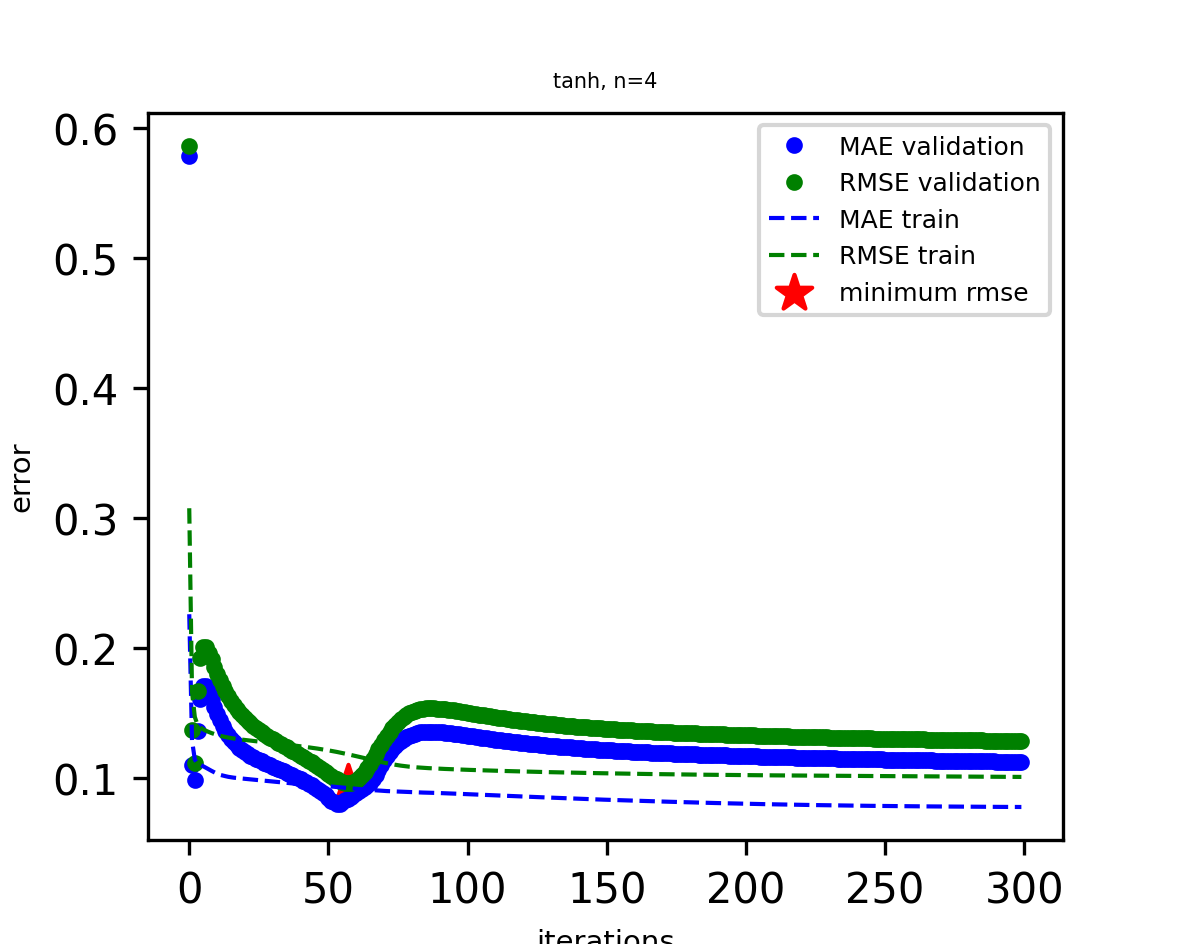 tanh, n=4
0.6
0.5
0.4
0.3
0.2
0.1
error
MAE validation
RMSE validation
MAE train
RMSE train
minimum rmse
0 50 100 150 200 250 300
iterations